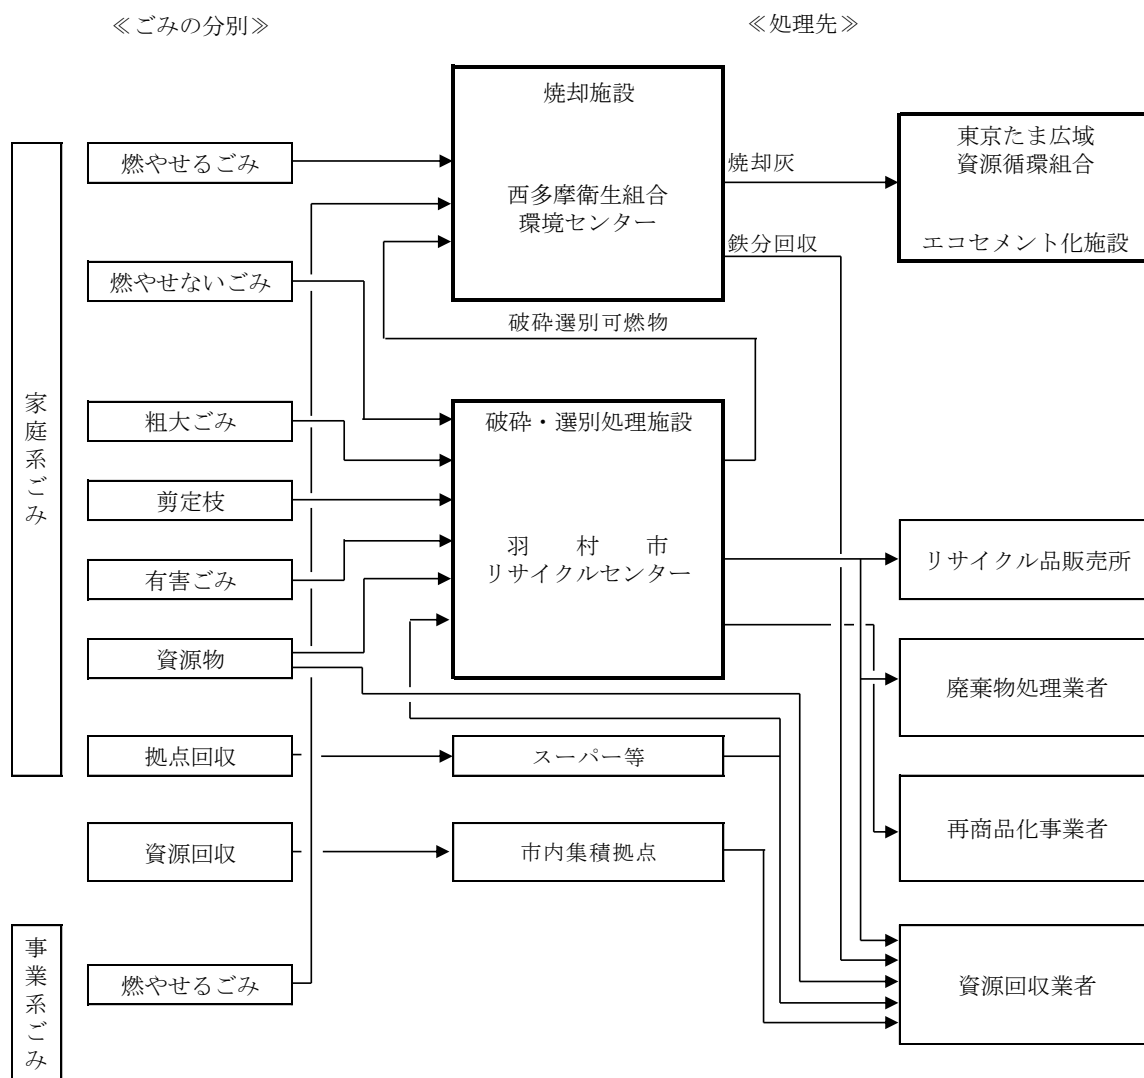 ≪ごみの分別≫
≪処理先≫
家庭系ごみ
燃やせるごみ
燃やせないごみ
粗大ごみ
剪定枝
有害ごみ
資源物
拠点回収
資源回収
事業系ごみ
燃やせるごみ
焼却施設
西多摩衛生組合
環境センター
破砕選別可燃物
破砕・選別処理施設
羽 村 市
リサイクルセンター
スーパー等
市内集積拠点
焼却灰
鉄分回収
東京たま広域
資源循環組合
エコセメント化施設
リサイクル品販売所
廃棄物処理業者
再商品化事業者
資源回収業者